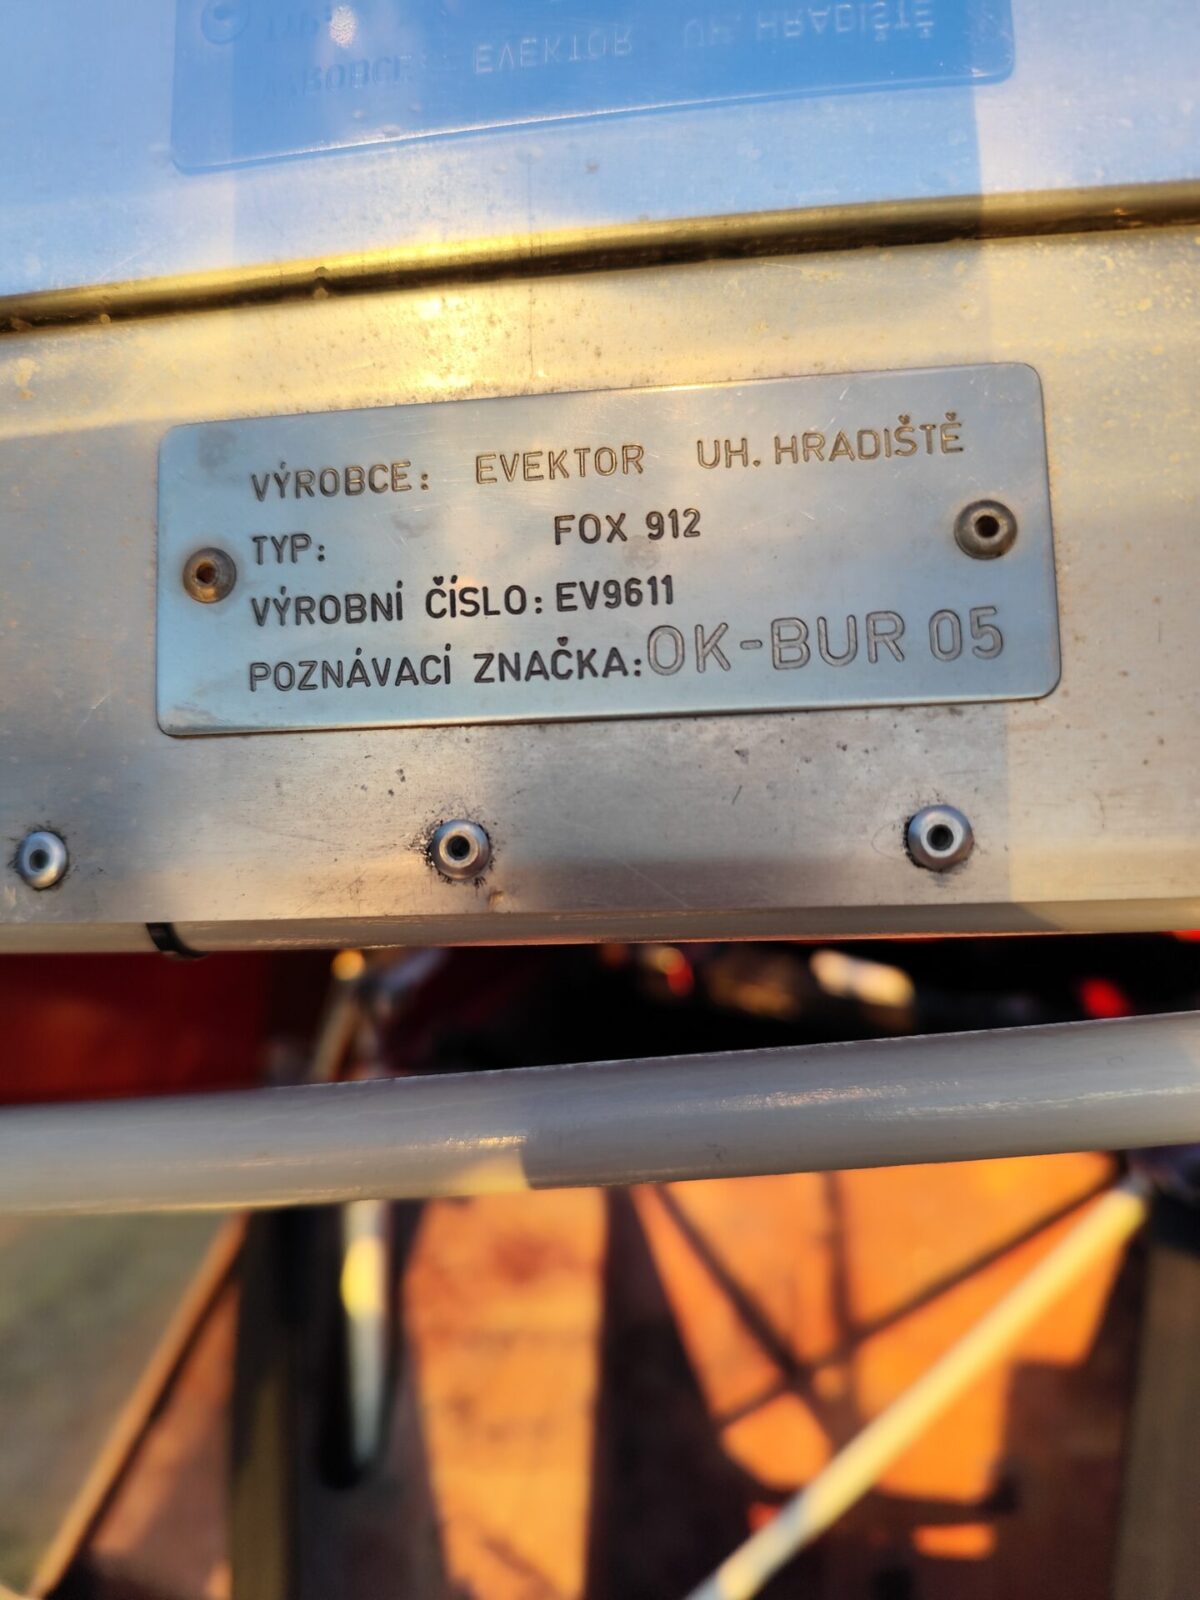 VÝROBCE: EVEKTOR UH. HRADIŠTĚ
TYP: FOX 912
VÝROBNÍ ČÍSLO: EV9611
POZNÁVACÍ ZNAČKA: OK-BUR 05